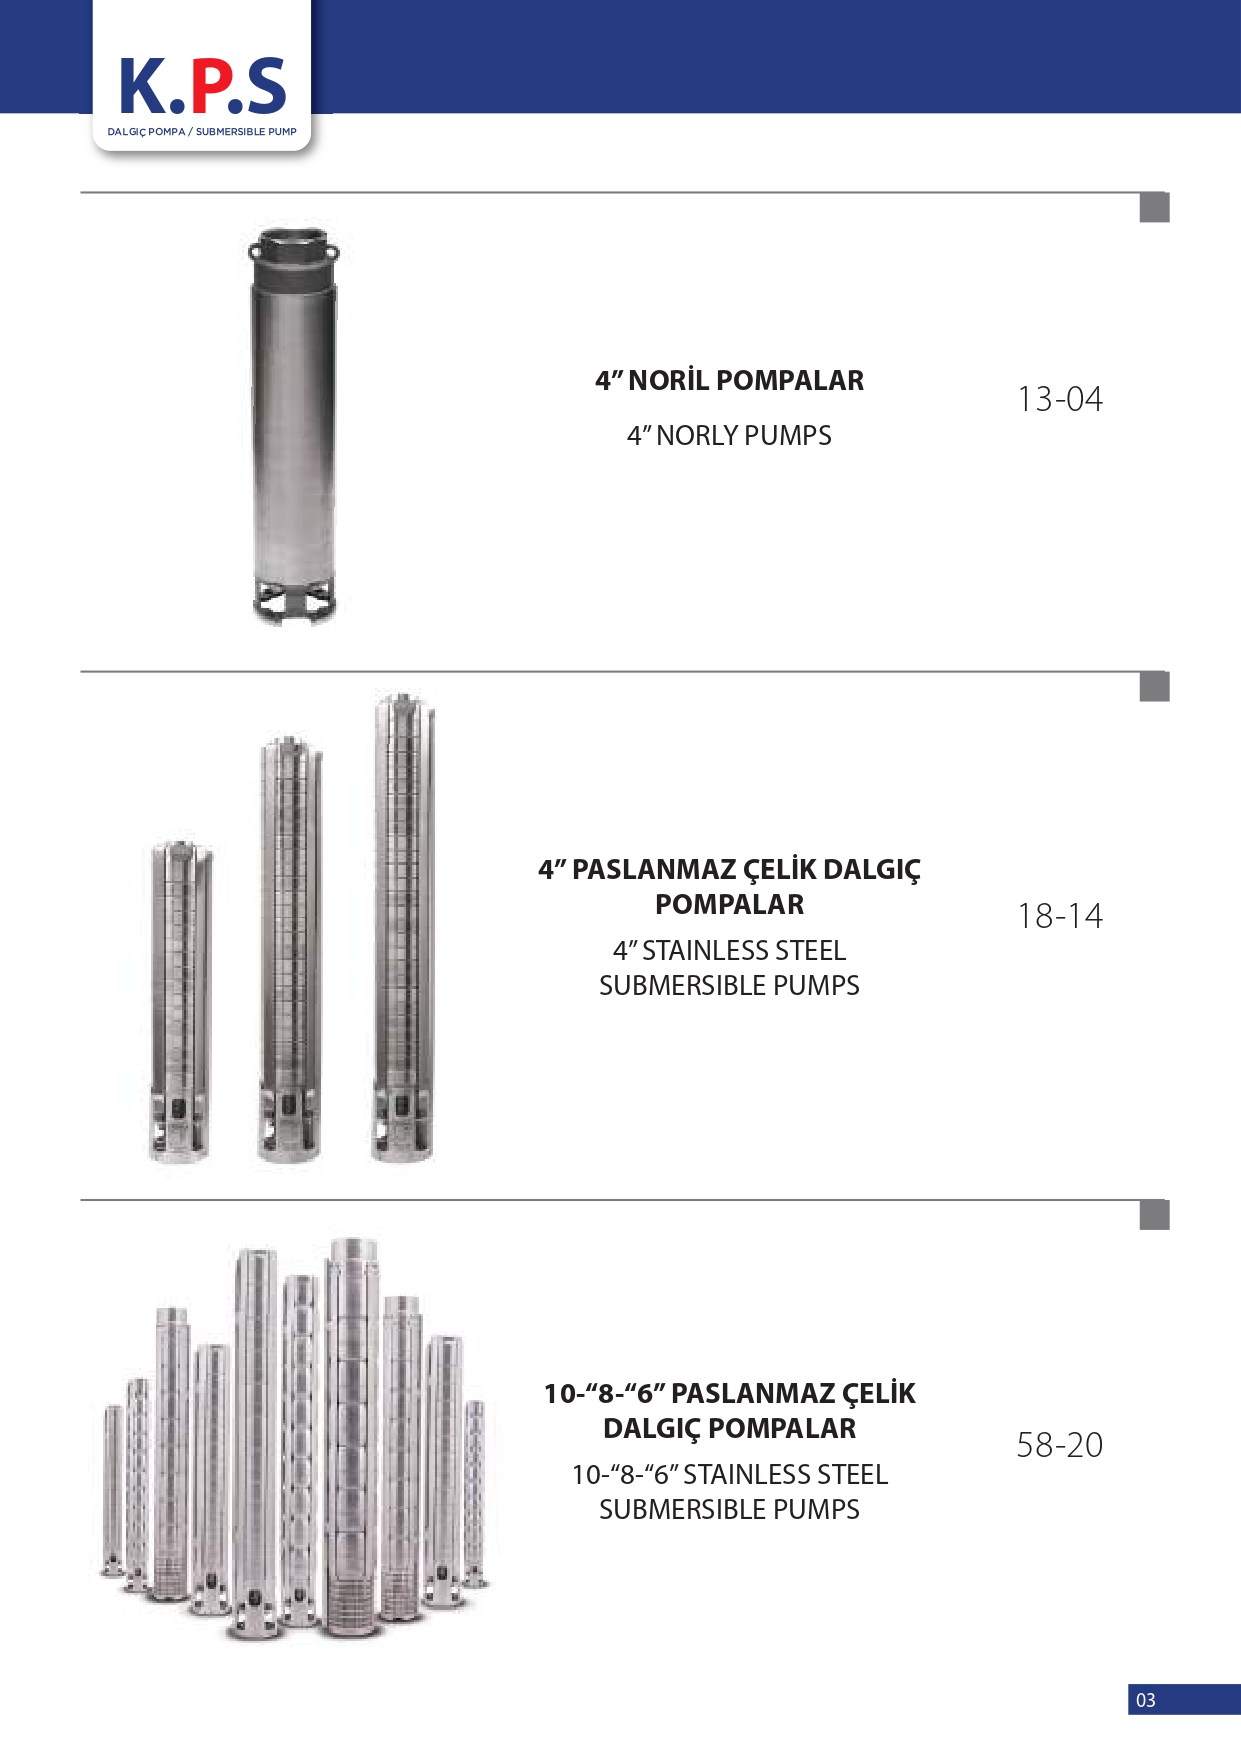 K.P.S
DALGIÇ POMPA / SUBMERSIBLE PUMP
4” NORİL POMPALAR
4” NORLY PUMPS
13-04
4” PASLANMAZ ÇELİK DALGIÇ
POMPALAR
4” STAINLESS STEEL
SUBMERSIBLE PUMPS
18-14
10-“8-“6” PASLANMAZ ÇELİK
DALGIÇ POMPALAR
10-“8-“6” STAINLESS STEEL
SUBMERSIBLE PUMPS
58-20
03